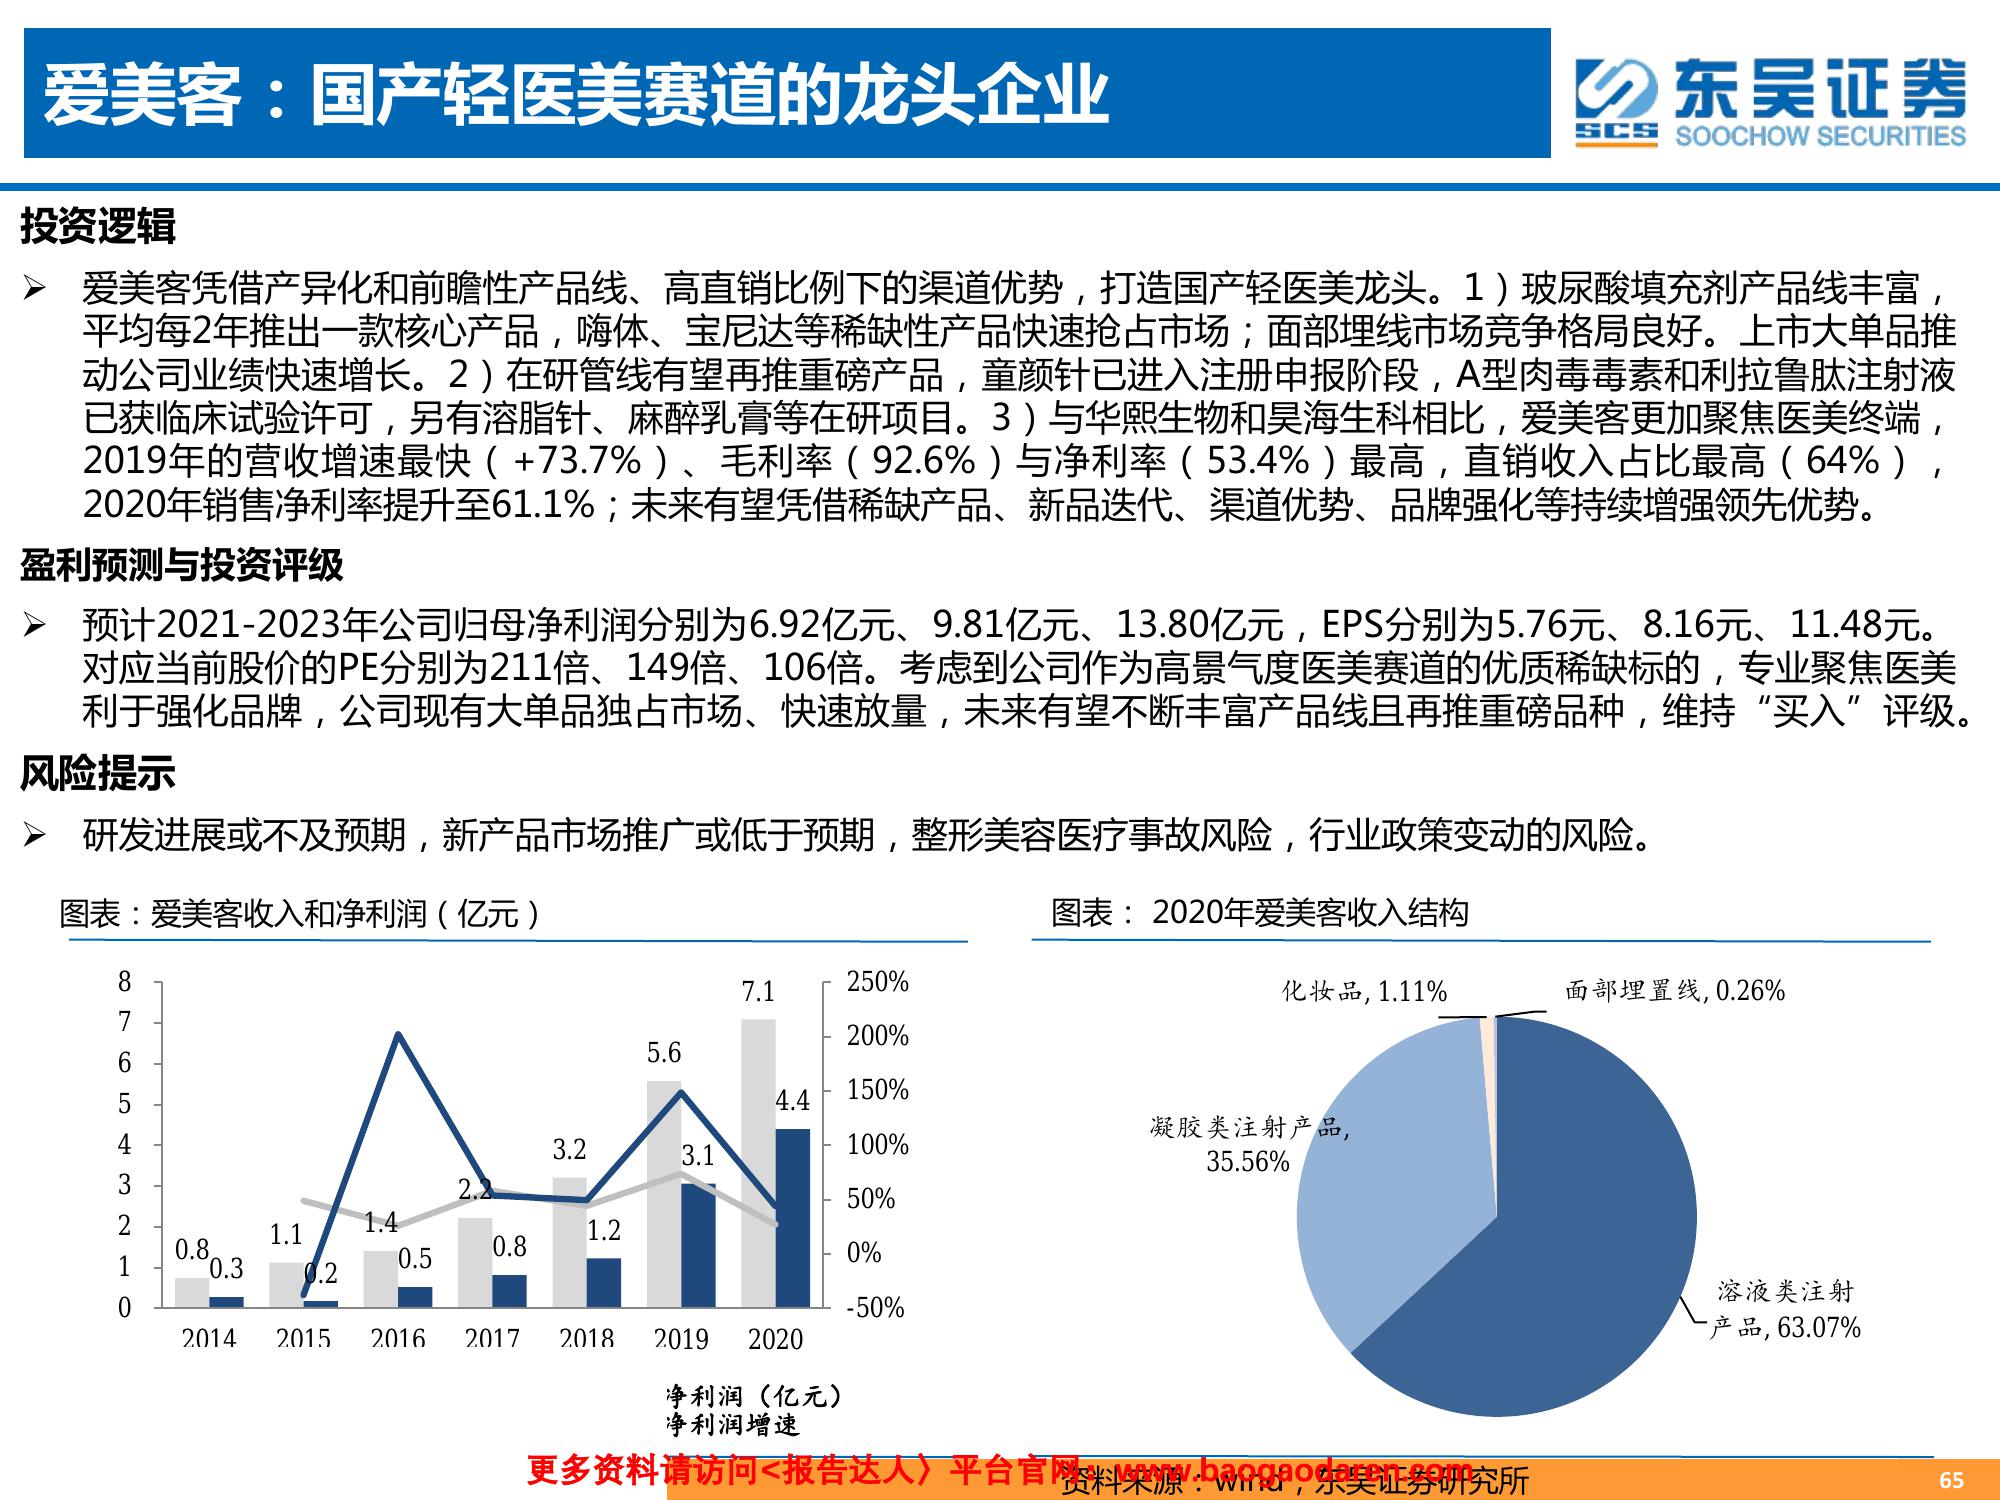 爱美客：国产轻医美赛道的龙头企业
东吴证券
SCS
SOOCHOW SECURITIES
投资逻辑
爱美客凭借产异化和前瞻性产品线、高直销比例下的渠道优势，打造国产轻医美龙头。1）玻尿酸填充剂产品线丰富，
平均每2年推出一款核心产品，嗨体、宝尼达等稀缺性产品快速抢占市场；面部埋线市场竞争格局良好。上市大单品推
动公司业绩快速增长。2）在研管线有望再推重磅产品，童颜针已进入注册申报阶段，A型肉毒毒素和利拉鲁肽注射液
已获临床试验许可，另有溶脂针、麻醉乳膏等在研项目。3）与华熙生物和昊海生科相比，爱美客更加聚焦医美终端，
2019年的营收增速最快（+73.7%）、毛利率（92.6%）与净利率（53.4%）最高，直销收入占比最高（64%），
2020年销售净利率提升至61.1%；未来有望凭借稀缺产品、新品迭代、渠道优势、品牌强化等持续增强领先优势。
盈利预测与投资评级
预计2021-2023年公司归母净利润分别为6.92亿元、9.81亿元、13.80亿元，EPS分别为5.76元、8.16元、11.48元。
对应当前股价的PE分别为211倍、149倍、106倍。考虑到公司作为高景气度医美赛道的优质稀缺标的，专业聚焦医美
利于强化品牌，公司现有大单品独占市场、快速放量，未来有望不断丰富产品线且再推重磅品种，维持“买入”评级。
风险提示
研发进展或不及预期，新产品市场推广或低于预期，整形美容医疗事故风险，行业政策变动的风险。
图表：爱美客收入和净利润（亿元）
8
7
6
5
4
3
2
1
0
250%
200%
150%
100%
50%
0%
-50%
0.8
0.3
1.1
0.2
1.4
0.5
2.2
0.8
3.2
1.2
5.6
3.1
7.1
4.4
2014 2015 2016 2017 2018 2019 2020
净利润（亿元）
净利润增速
图表： 2020年爱美客收入结构
化妆品, 1.11%
面部埋置线, 0.26%
凝胶类注射产品,
35.56%
溶液类注射
产品, 63.07%
更多资料请访问<报告达人〉平台官网：www.baogaodaren.com
资料来源：wind，东吴证券研究所
65